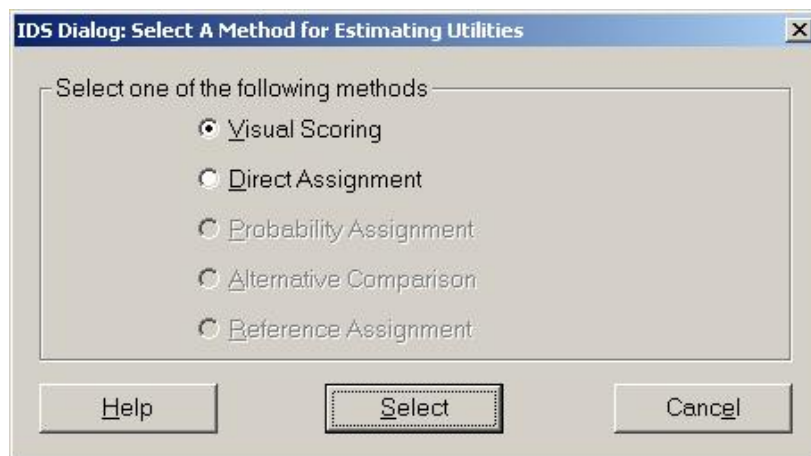 IDS Dialog: Select A Method for Estimating Utilities
Select one of the following methods
Visual Scoring
Direct Assignment
Probability Assignment
Alternative Comparison
Reference Assignment
Help Select Cancel